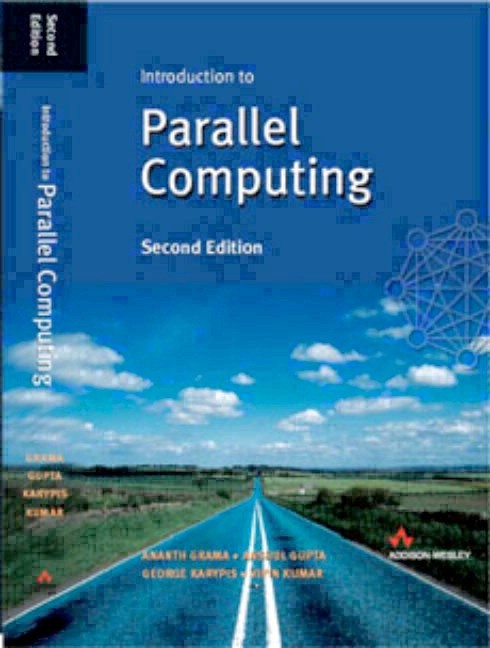 Second
Edition
Introduction to Parallel Computing
GRAMA
GUPTA
KARYPIS
KUMAR
Introduction to
Parallel
Computing
Second Edition
ANANTH GRAMA • ANSHUL GUPTA
GEORGE KARYPIS • VIPIN KUMAR
ADDISON-WESLEY